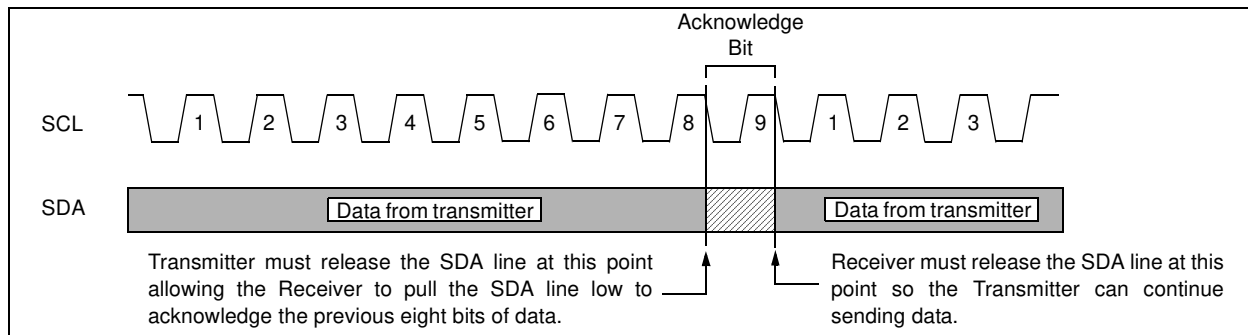 Acknowledge
Bit
SCL
1 2 3 4 5 6 7 8 9 1 2 3
SDA
Data from transmitter
Data from transmitter
Transmitter must release the SDA line at this point
allowing the Receiver to pull the SDA line low to
acknowledge the previous eight bits of data.
Receiver must release the SDA line at this
point so the Transmitter can continue
sending data.